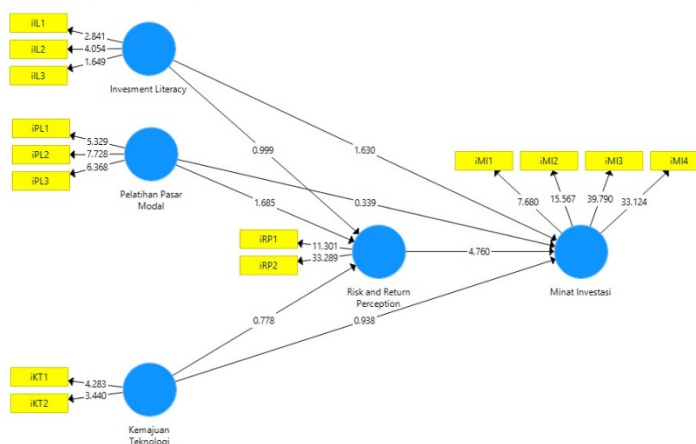 iIL1
2.841
iIL2
4.054
iIL3
1.649
Invesment Literacy
iPL1
5.329
iPL2
7.728
iPL3
6.368
Pelatihan Pasar
Modal
0.999
1.630
1.685
0.339
iMI1
iMI2
iMI3
iMI4
7.680
15.567
39.790
33.124
iRP1
11.301
iRP2
33.289
4.760
Risk and Return
Perception
Minat Investasi
0.778
0.938
iKT1
4.283
iKT2
3.440
Kemajuan
Teknologi